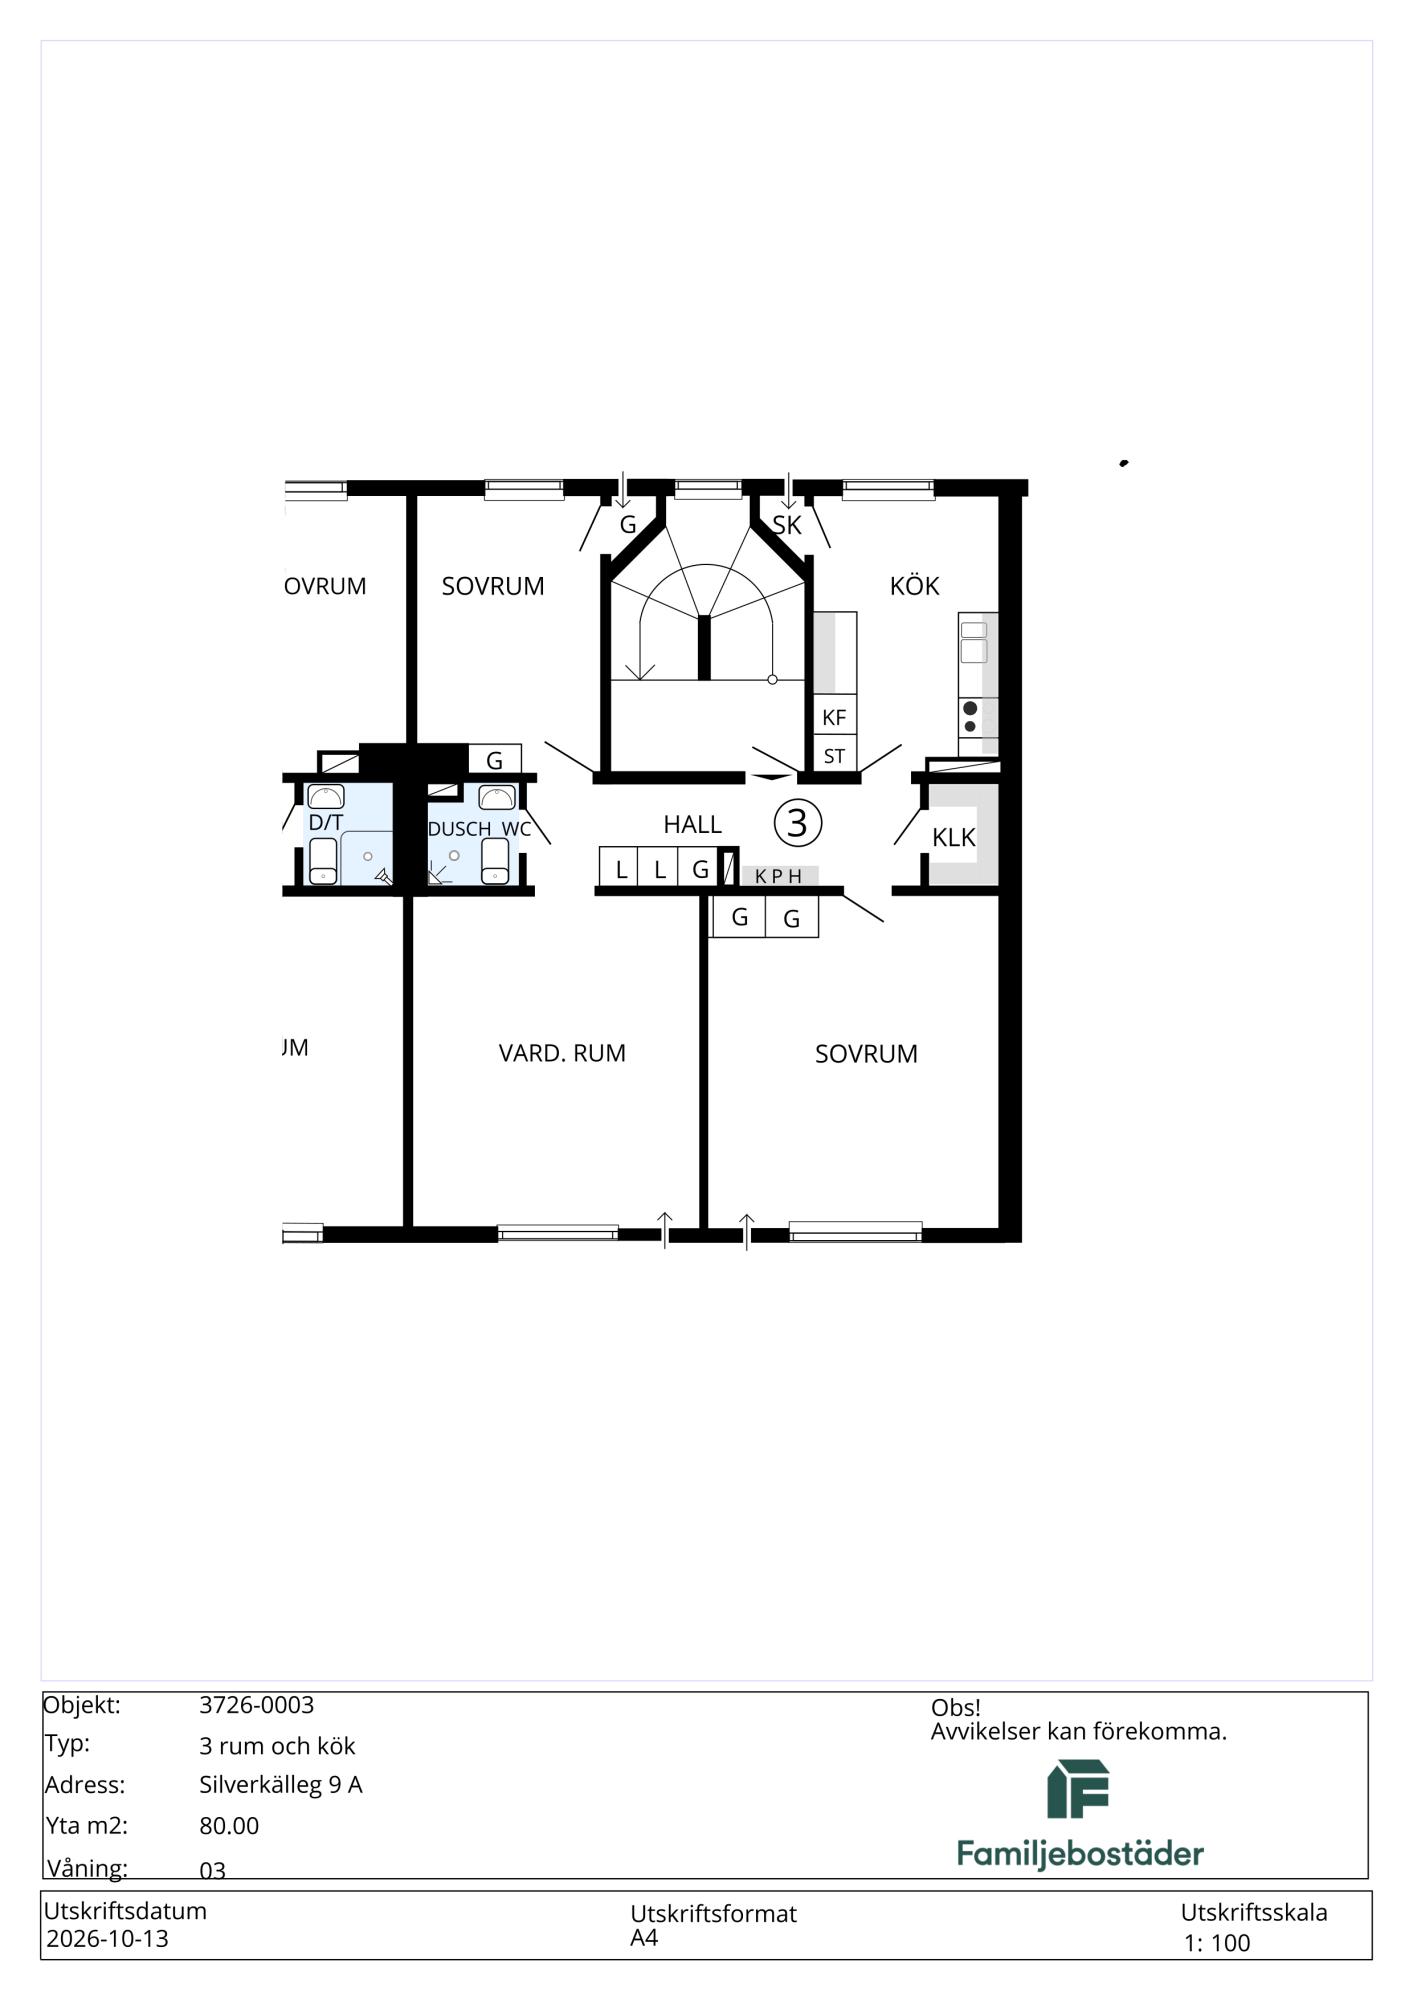 G
SK
OVRUM
SOVRUM
KÖK
KF
ST
G
D/T
DUSCH WC
HALL
3
KLK
L L G
KPH
G G
UM
VARD. RUM
SOVRUM
Objekt: 3726-0003
Typ: 3 rum och kök
Adress: Silverkälleg 9 A
Yta m2: 80.00
Våning: 03
Obs!
Avvikelser kan förekomma.
Familjebostäder
Utskriftsdatum
2026-10-13
Utskriftsformat
A4
Utskriftsskala
1: 100